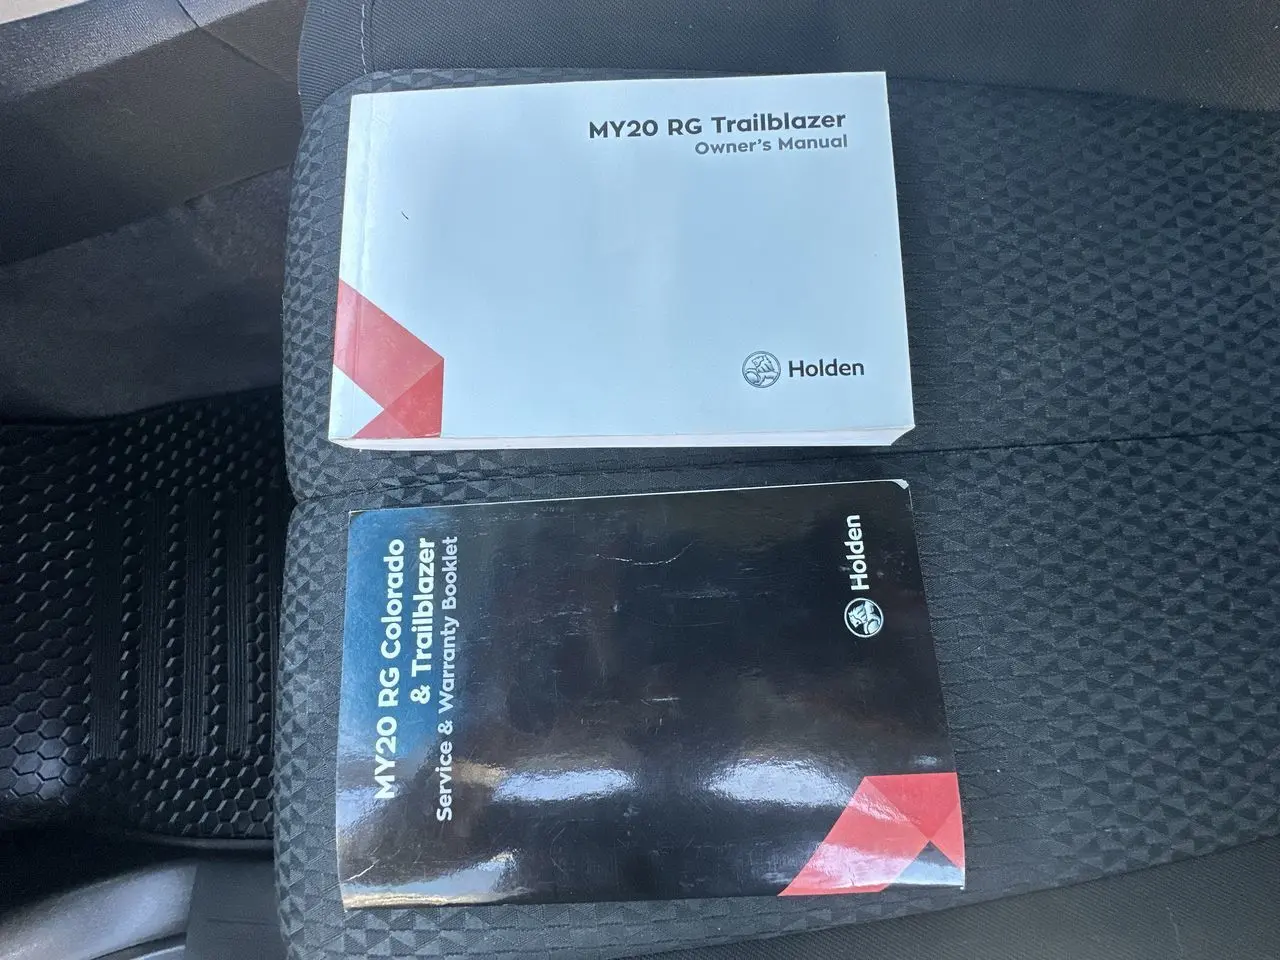 MY20 RG Trailblazer
Owner's Manual
Holden
MY20 RG Colorado
& Trailblazer
Service & Warranty Booklet
Holden